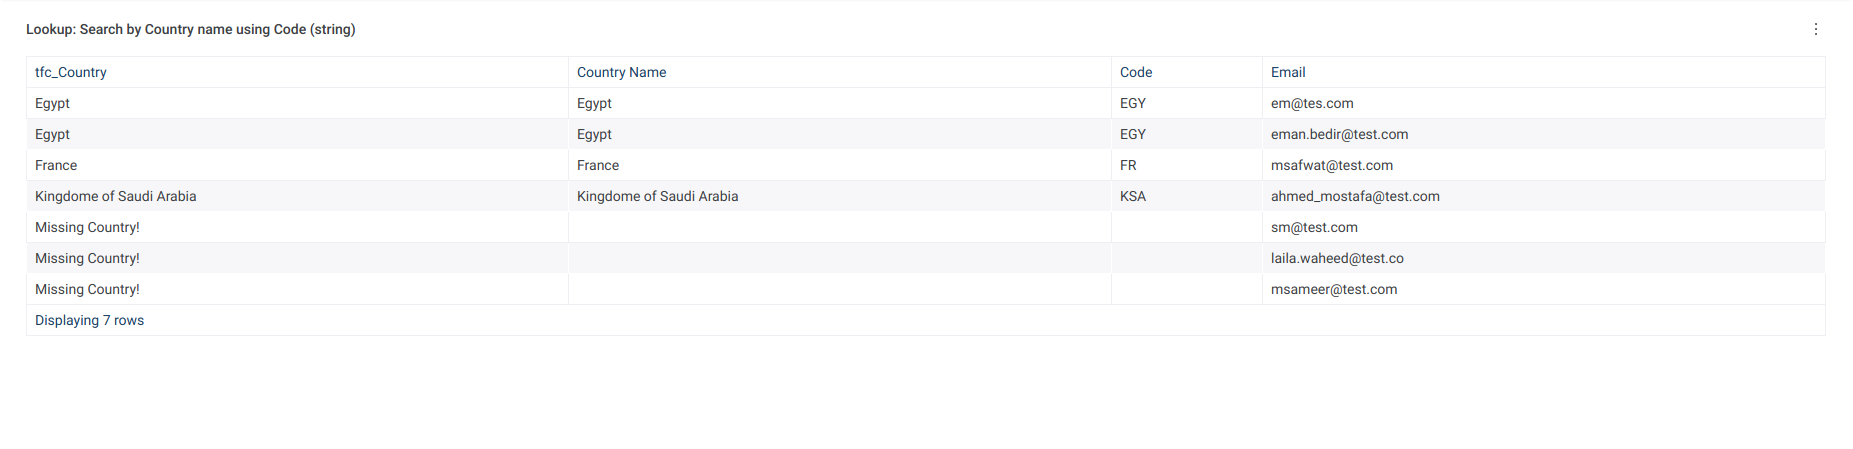 Lookup: Search by Country name using Code (string)
tfc_Country Country Name Code Email
Egypt Egypt EGY em@tes.com
Egypt Egypt EGY eman.bedir@test.com
France France FR msafwat@test.com
Kingdome of Saudi Arabia Kingdome of Saudi Arabia KSA ahmed_mostafa@test.com
Missing Country! sm@test.com
Missing Country! laila.waheed@test.co
Missing Country! msameer@test.com
Displaying 7 rows